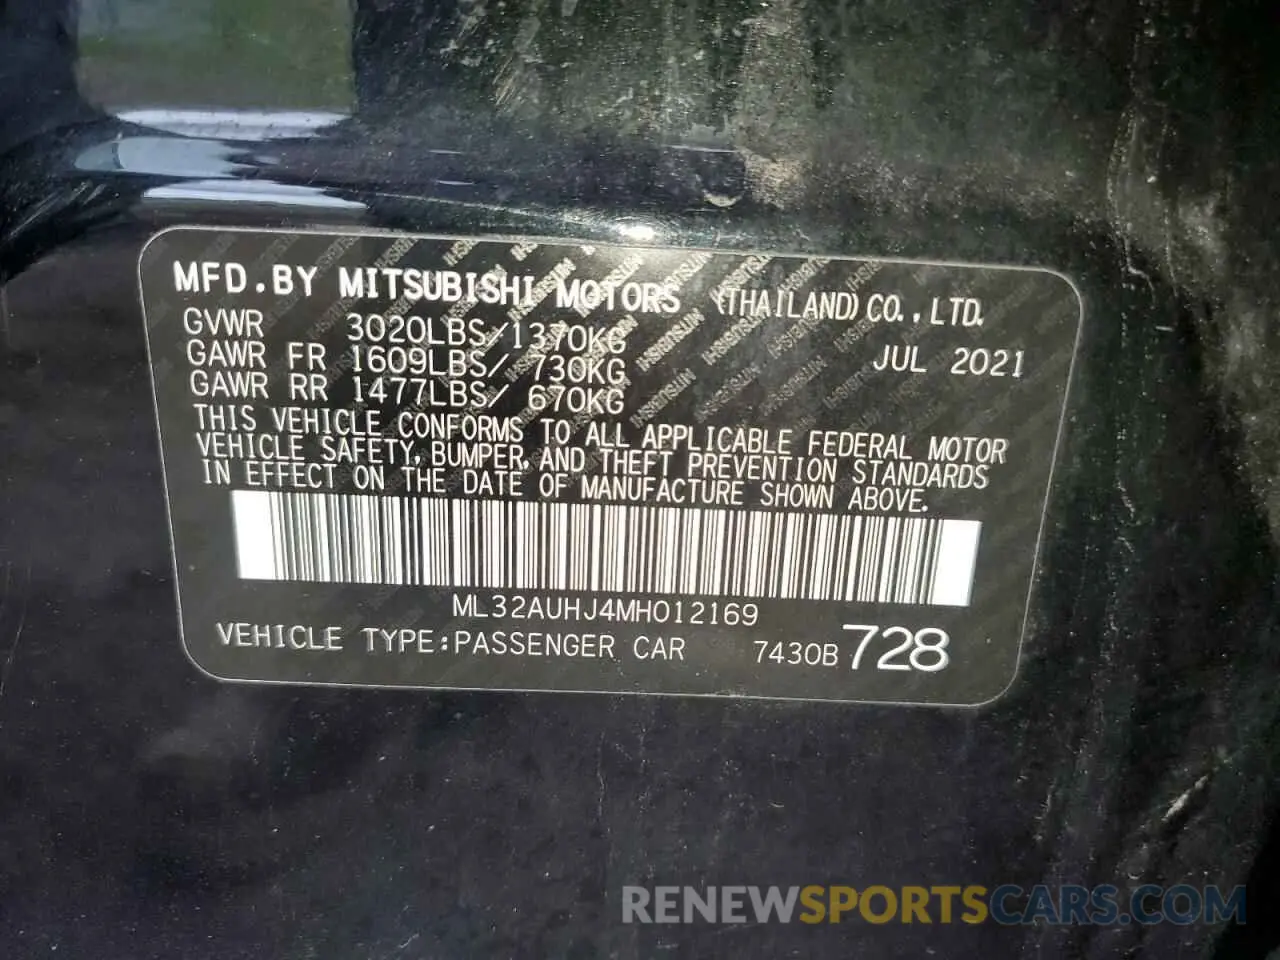 MFD.BY MITSUBISHI MOTORS (THAILAND)CO.,LTD.
GVWR 3020LBS/1370KG
JUL 2021
GAWR FR 1609LBS/ 730KG
GAWR RR 1477LBS/ 670KG
THIS VEHICLE CONFORMS TO ALL APPLICABLE FEDERAL MOTOR
VEHICLE SAFETY, BUMPER, AND THEFT PREVENTION STANDARDS
IN EFFECT ON THE DATE OF MANUFACTURE SHOWN ABOVE.
ML32AUHJ4MH012169
VEHICLE TYPE:PASSENGER CAR 7430B 728
RENEWSPORTSCARS.COM